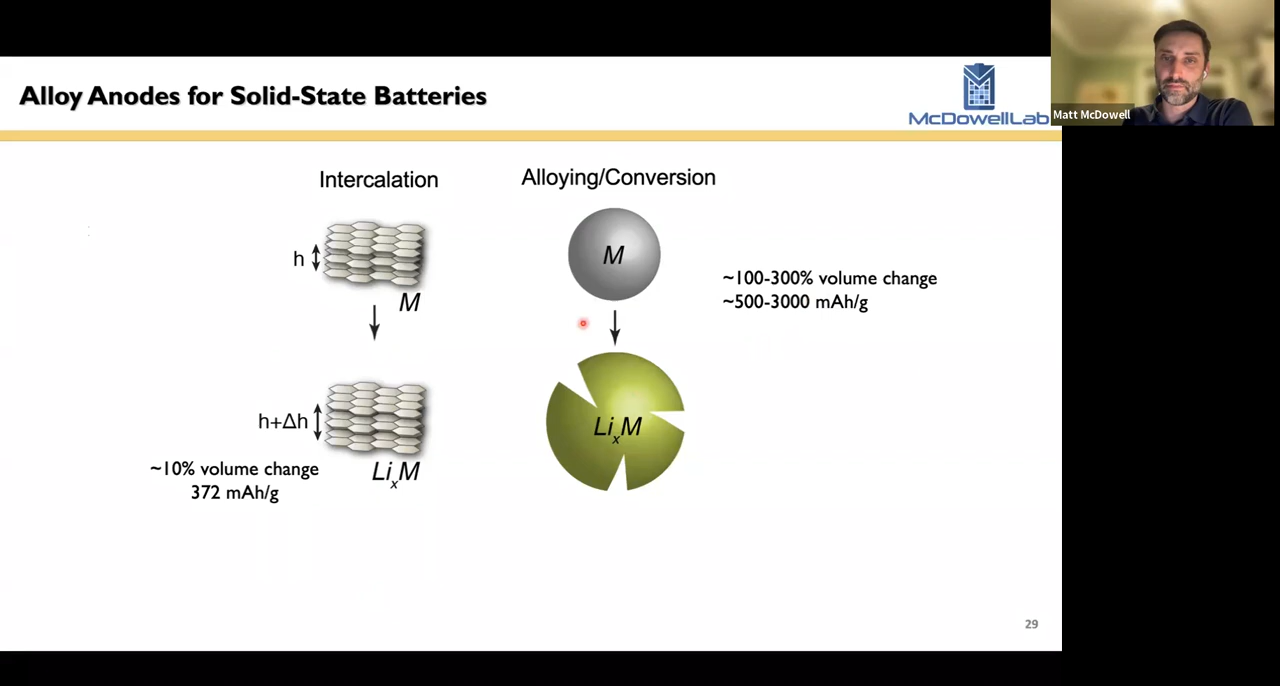 Alloy Anodes for Solid-State Batteries
McDowellLab
Matt McDowell
Intercalation
Alloying/Conversion
h
M
M
~100-300% volume change
~500-3000 mAh/g
h+Δh
LiₓM
LiₓM
~10% volume change
372 mAh/g
29